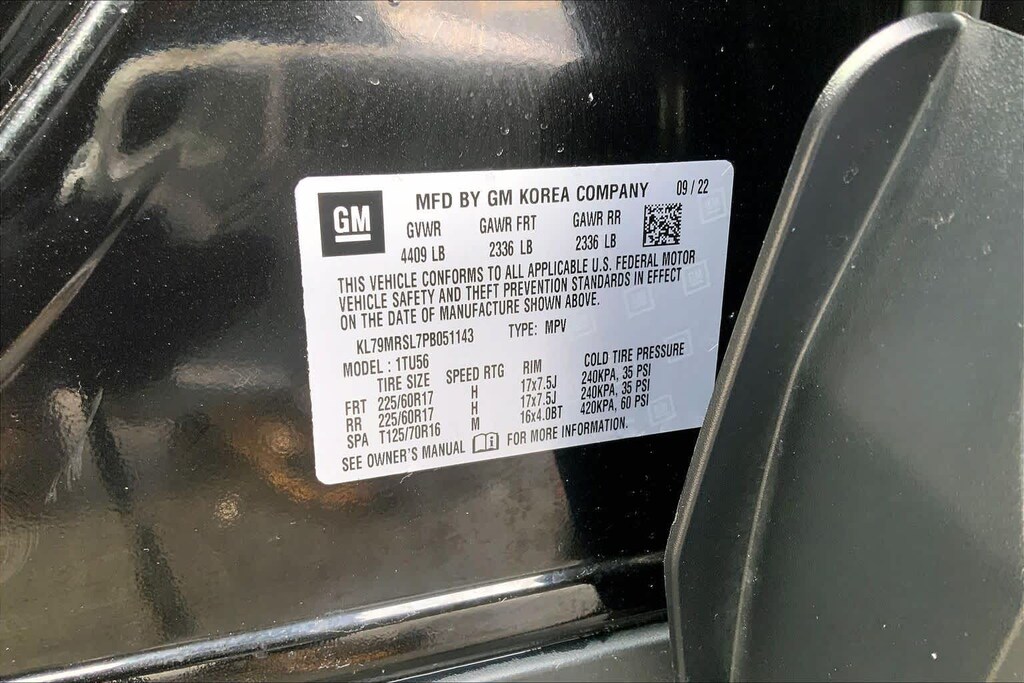 GM MFD BY GM KOREA COMPANY 09 / 22
GVWR GAWR FRT GAWR RR
4409 LB 2336 LB 2336 LB
THIS VEHICLE CONFORMS TO ALL APPLICABLE U.S. FEDERAL MOTOR
VEHICLE SAFETY AND THEFT PREVENTION STANDARDS IN EFFECT
ON THE DATE OF MANUFACTURE SHOWN ABOVE.
KL79MRSL7PB051143 TYPE: MPV
MODEL : 1TU56
TIRE SIZE SPEED RTG RIM COLD TIRE PRESSURE
FRT 225/60R17 H 17x7.5J 240KPA, 35 PSI
RR 225/60R17 H 17x7.5J 240KPA, 35 PSI
SPA T125/70R16 M 16x4.0BT 420KPA, 60 PSI
SEE OWNER'S MANUAL FOR MORE INFORMATION.